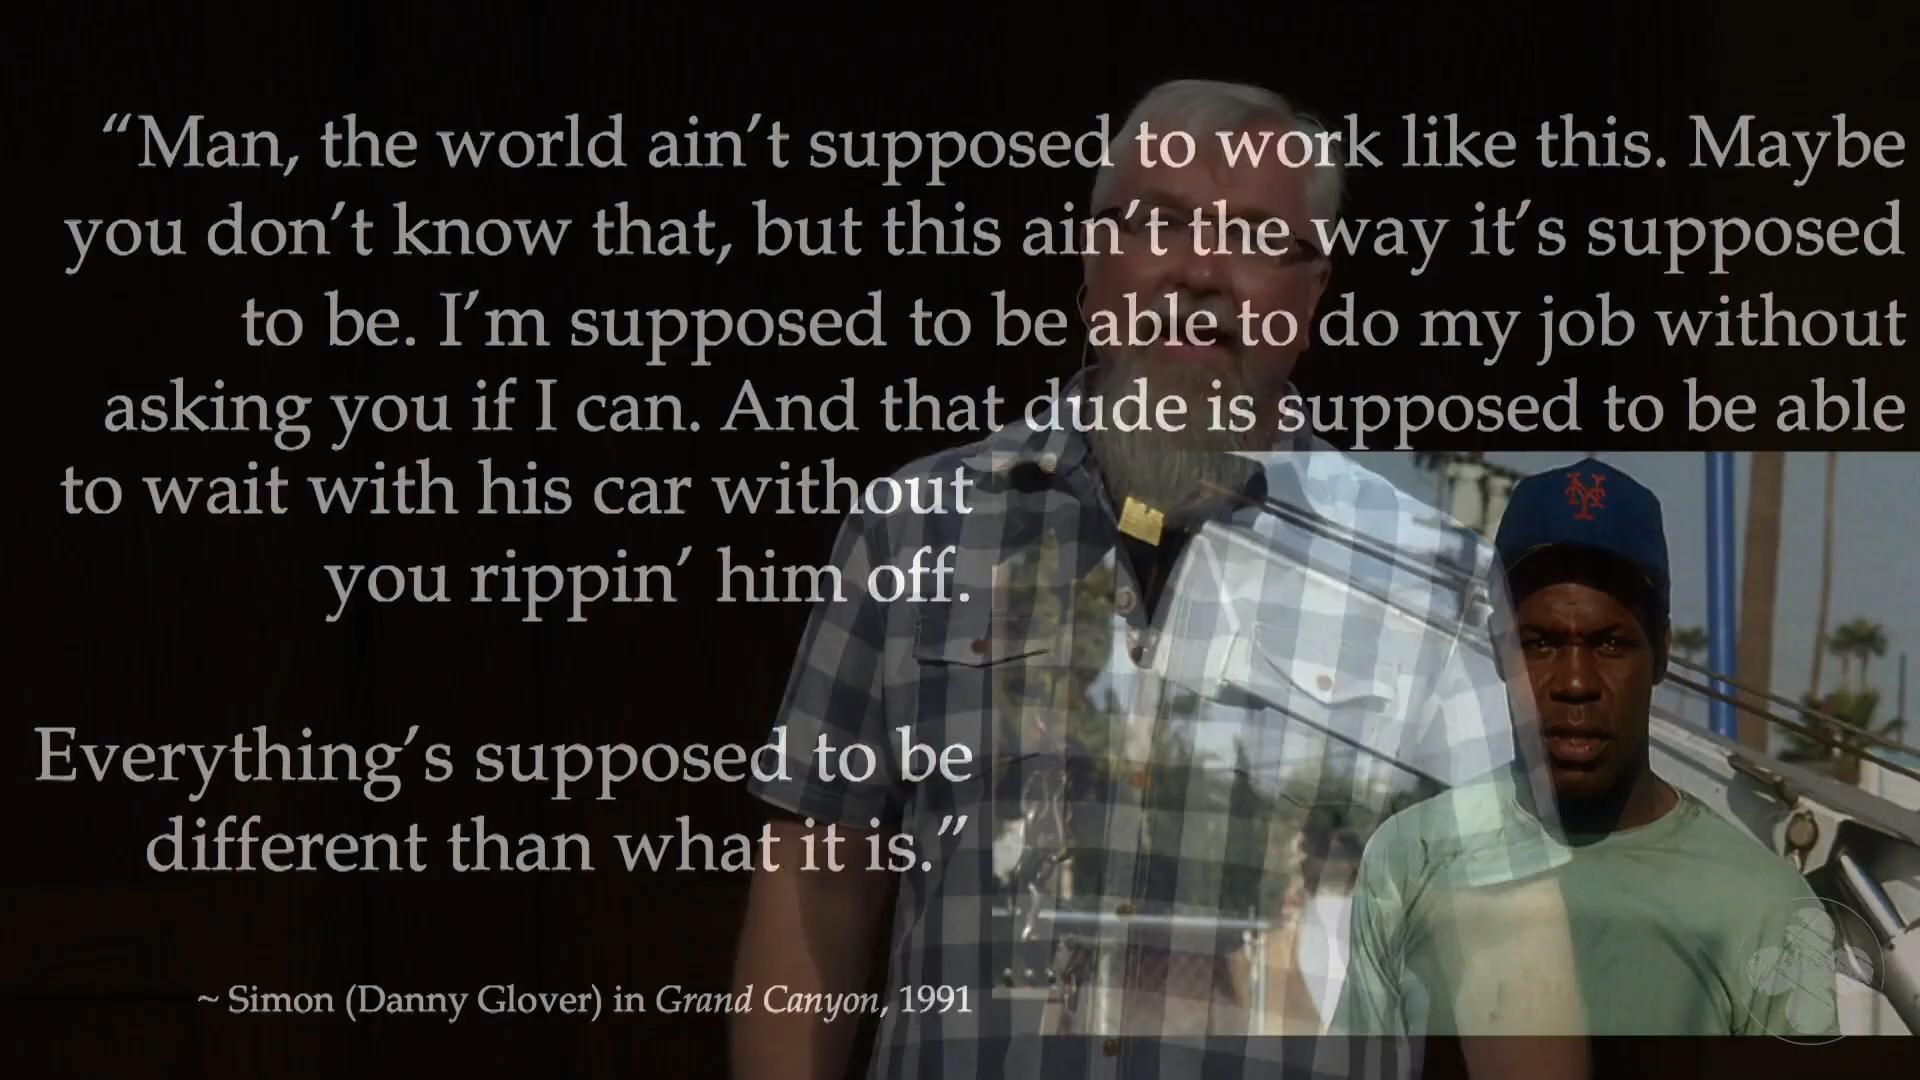 “Man, the world ain’t supposed to work like this. Maybe
you don’t know that, but this ain’t the way it’s supposed
to be. I’m supposed to be able to do my job without
asking you if I can. And that dude is supposed to be able
to wait with his car without
you rippin’ him off.
Everything’s supposed to be
different than what it is.”
~ Simon (Danny Glover) in Grand Canyon, 1991
NY